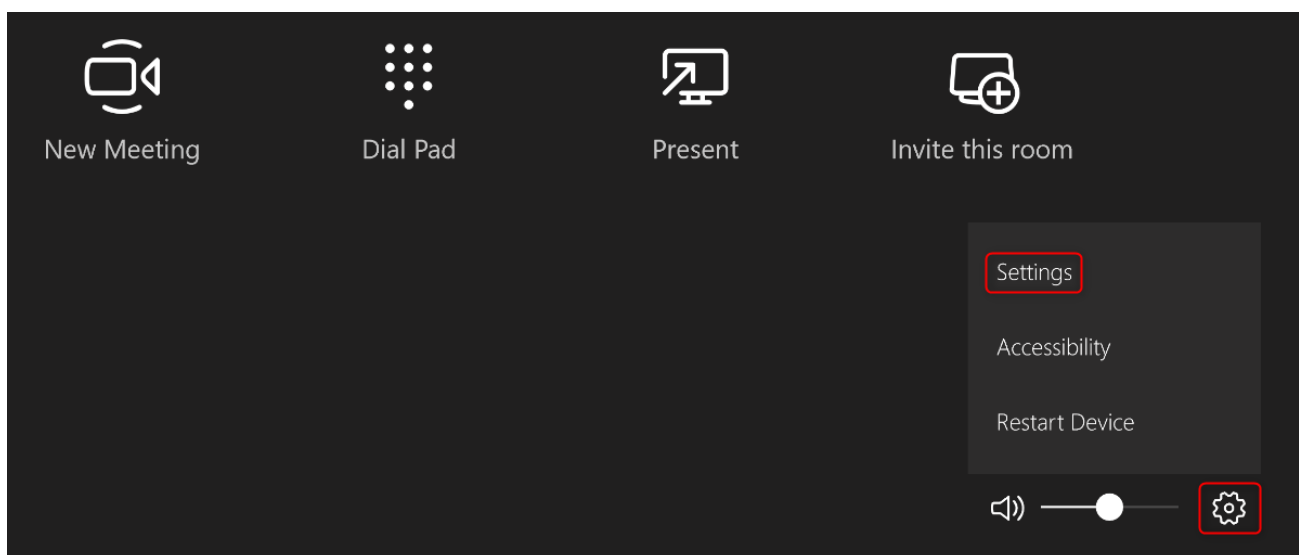 New Meeting
Dial Pad
Present
Invite this room
Settings
Accessibility
Restart Device